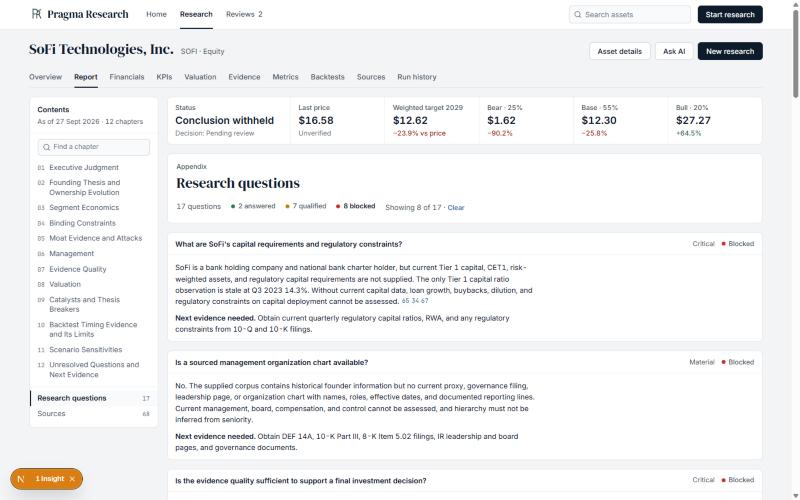 Pragma Research
Home
Research
Reviews 2
Search assets
Start research
SoFi Technologies, Inc. SOFI · Equity
Asset details
Ask AI
New research
Overview
Report
Financials
KPIs
Valuation
Evidence
Metrics
Backtests
Sources
Run history
Contents
As of 27 Sept 2026 · 12 chapters
Find a chapter
01 Executive Judgment
02 Founding Thesis and
Ownership Evolution
03 Segment Economics
04 Binding Constraints
05 Moat Evidence and Attacks
06 Management
07 Evidence Quality
08 Valuation
09 Catalysts and Thesis
Breakers
10 Backtest Timing Evidence
and Its Limits
11 Scenario Sensitivities
12 Unresolved Questions and
Next Evidence
Research questions 17
Sources 68
Status
Conclusion withheld
Decision: Pending review
Last price
$16.58
Unverified
Weighted target 2029
$12.62
−23.9% vs price
Bear · 25%
$1.62
−90.2%
Base · 55%
$12.30
−25.8%
Bull · 20%
$27.27
+64.5%
Appendix
Research questions
17 questions
2 answered
7 qualified
8 blocked
Showing 8 of 17 · Clear
What are SoFi's capital requirements and regulatory constraints?
Critical
Blocked
SoFi is a bank holding company and national bank charter holder, but current Tier 1 capital, CET1, risk-
weighted assets, and regulatory capital requirements are not supplied. The only Tier 1 capital ratio
observation is stale at Q3 2023 14.3%. Without current capital data, loan growth, buybacks, dilution, and
regulatory constraints on capital deployment cannot be assessed. 65 34 67
Next evidence needed. Obtain current quarterly regulatory capital ratios, RWA, and any regulatory
constraints from 10-Q and 10-K filings.
Is a sourced management organization chart available?
Material
Blocked
No. The supplied corpus contains historical founder information but no current proxy, governance filing,
leadership page, or organization chart with names, roles, effective dates, and documented reporting lines.
Current management, board, compensation, and control cannot be assessed, and hierarchy must not be
inferred from seniority.
Next evidence needed. Obtain DEF 14A, 10-K Part III, 8-K Item 5.02 filings, IR leadership and board
pages, and governance documents.
Is the evidence quality sufficient to support a final investment decision?
Critical
Blocked
N
1 Insight